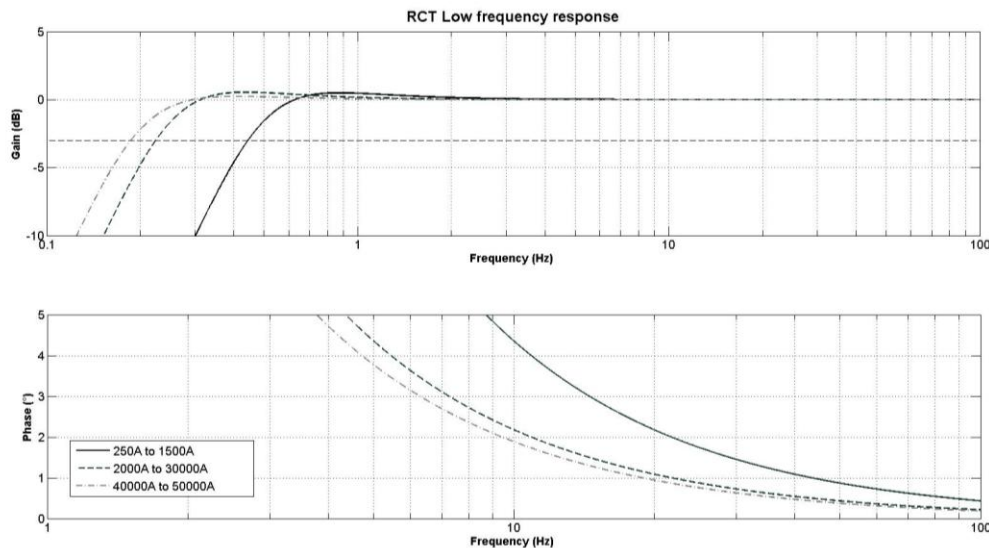 RCT Low frequency response
5
0
-5
-10
Gain (dB)
0.1
1
10
100
Frequency (Hz)
5
4
3
2
1
0
Phase (°)
250A to 1500A
2000A to 30000A
40000A to 50000A
1
10
100
Frequency (Hz)